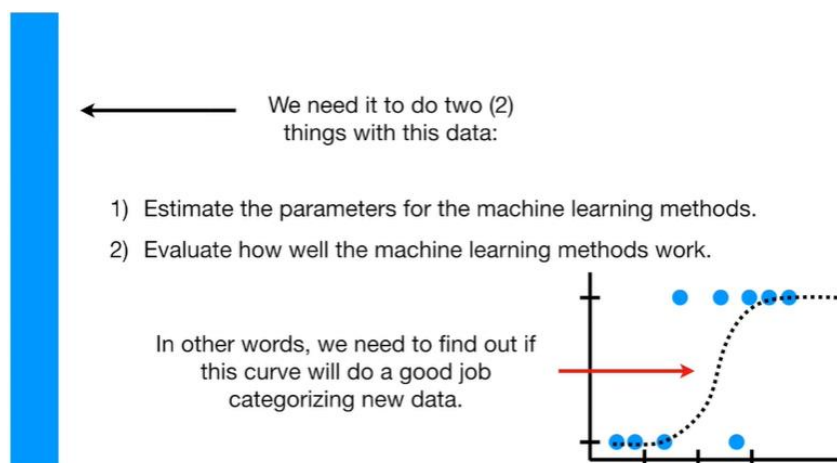 We need it to do two (2)
things with this data:
1) Estimate the parameters for the machine learning methods.
2) Evaluate how well the machine learning methods work.
In other words, we need to find out if
this curve will do a good job
categorizing new data.